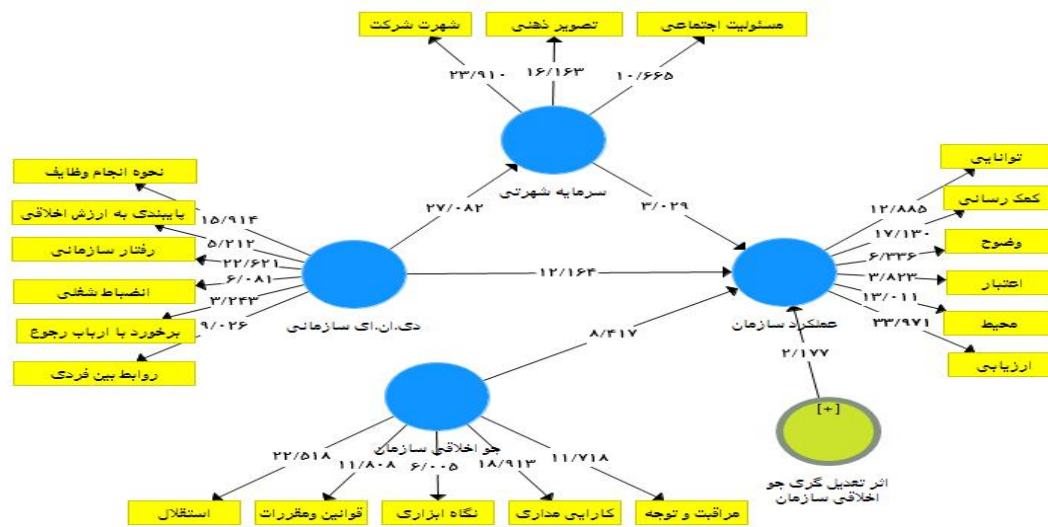 شهرت شرکت
تصویر ذهنی
مسئولیت اجتماعی
۲۳/۹۱۰
۱۶/۱۶۳
۱۰/۶۶۵
سرمایه شهرتی
۲۷/۰۸۲
۳/۰۲۹
نحوه انجام وظایف
پایبندی به ارزش اخلاقی
رفتار سازمانی
انضباط شغلی
برخورد با ارباب رجوع
روابط بین فردی
۱۵/۹۱۴
۵/۲۱۲
۲۲/۶۲۱
۶/۰۸۱
۳/۲۴۳
۹/۰۲۶
دی.ان.ای سازمانی
۱۲/۱۶۴
توانایی
کمک رسانی
وضوح
اعتبار
محیط
ارزیابی
۱۲/۸۸۵
۱۷/۱۳۰
۶/۳۳۶
۳/۸۲۳
۱۳/۰۱۱
۳۳/۹۷۱
عملکرد سازمان
۸/۴۱۷
۲/۱۷۷
[+]
اثر تعدیل گری جو
اخلاقی سازمان
جو اخلاقی سازمان
۲۲/۵۱۸
۱۱/۸۰۸
۶/۰۰۵
۱۸/۹۱۳
۱۱/۷۱۸
استقلال
قوانین ومقررات
نگاه ابزاری
کارایی مداری
مراقبت و توجه